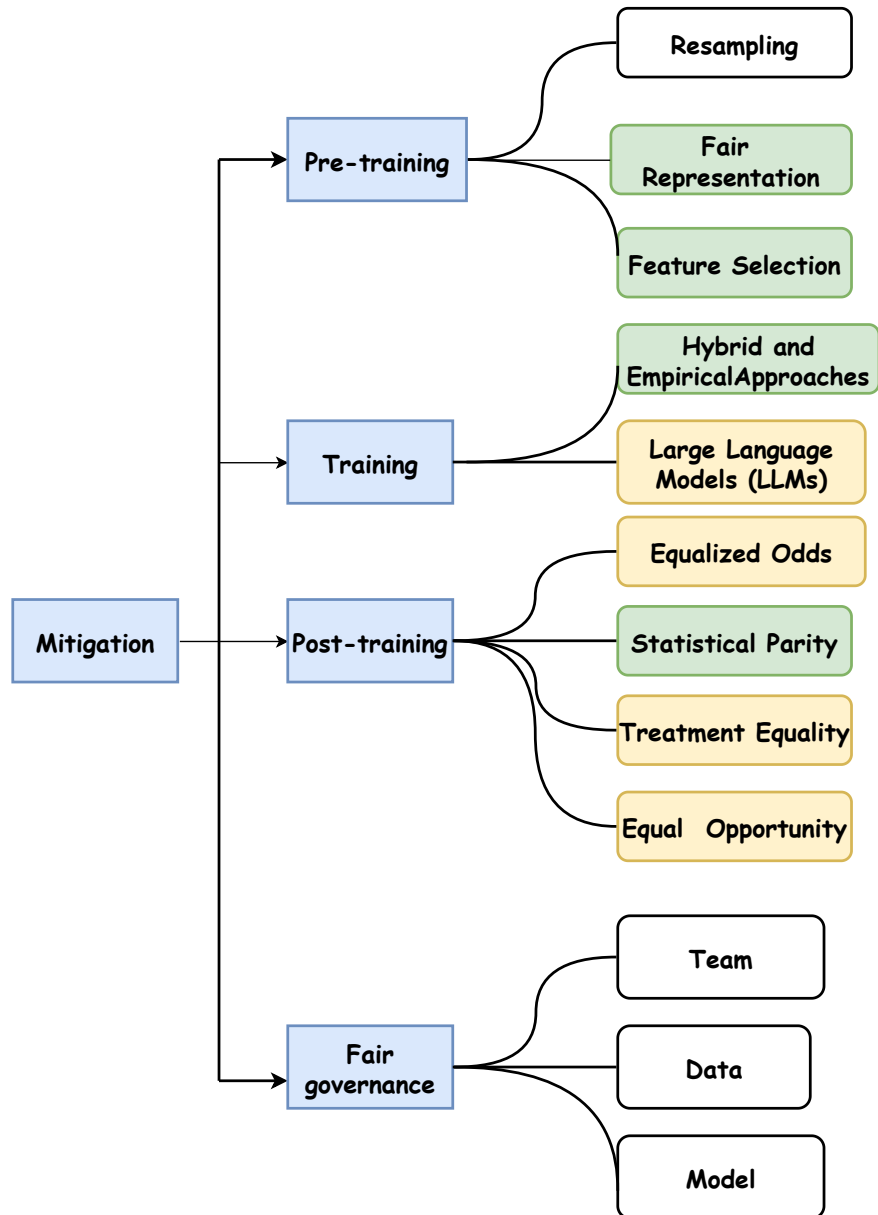 Resampling
Pre-training
Fair
Representation
Feature Selection
Hybrid and
EmpiricalApproaches
Training
Large Language
Models (LLMs)
Equalized Odds
Mitigation
Post-training
Statistical Parity
Treatment Equality
Equal Opportunity
Team
Fair
governance
Data
Model